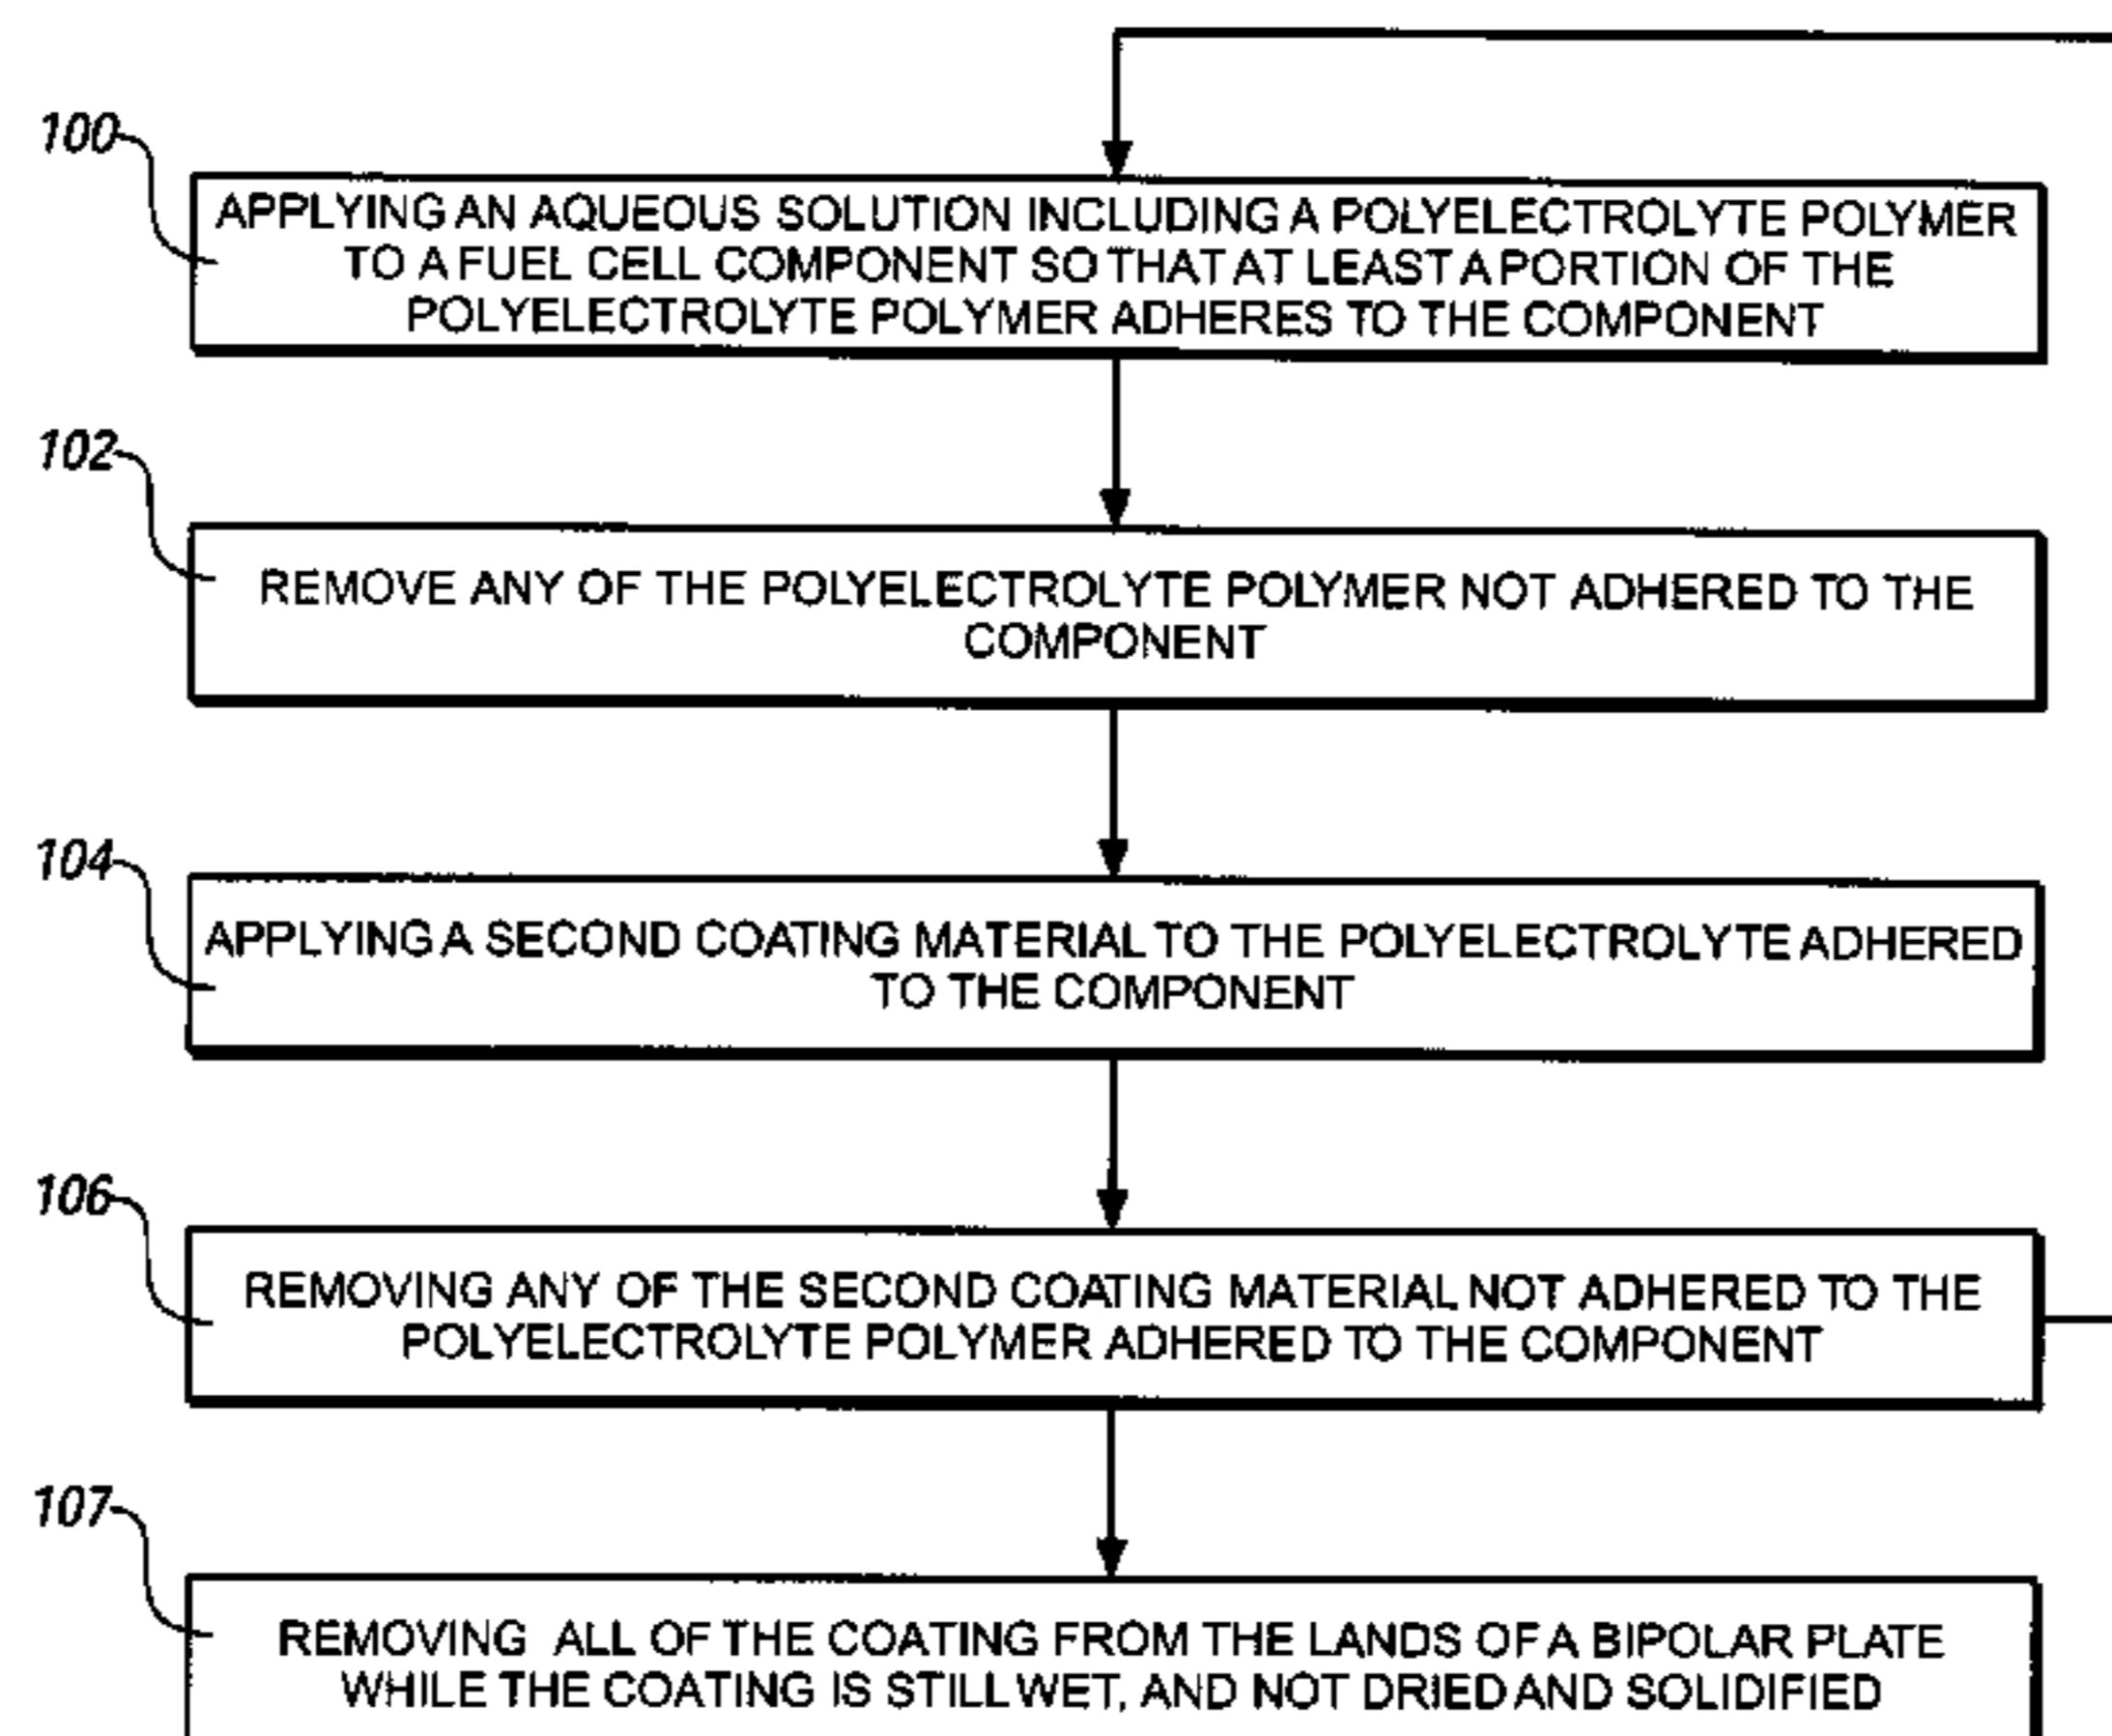 100
APPLYING AN AQUEOUS SOLUTION INCLUDING A POLYELECTROLYTE POLYMER
TO A FUEL CELL COMPONENT SO THAT AT LEAST A PORTION OF THE
POLYELECTROLYTE POLYMER ADHERES TO THE COMPONENT
102
REMOVE ANY OF THE POLYELECTROLYTE POLYMER NOT ADHERED TO THE
COMPONENT
104
APPLYING A SECOND COATING MATERIAL TO THE POLYELECTROLYTE ADHERED
TO THE COMPONENT
106
REMOVING ANY OF THE SECOND COATING MATERIAL NOT ADHERED TO THE
POLYELECTROLYTE POLYMER ADHERED TO THE COMPONENT
107
REMOVING ALL OF THE COATING FROM THE LANDS OF A BIPOLAR PLATE
WHILE THE COATING IS STILL WET, AND NOT DRIED AND SOLIDIFIED